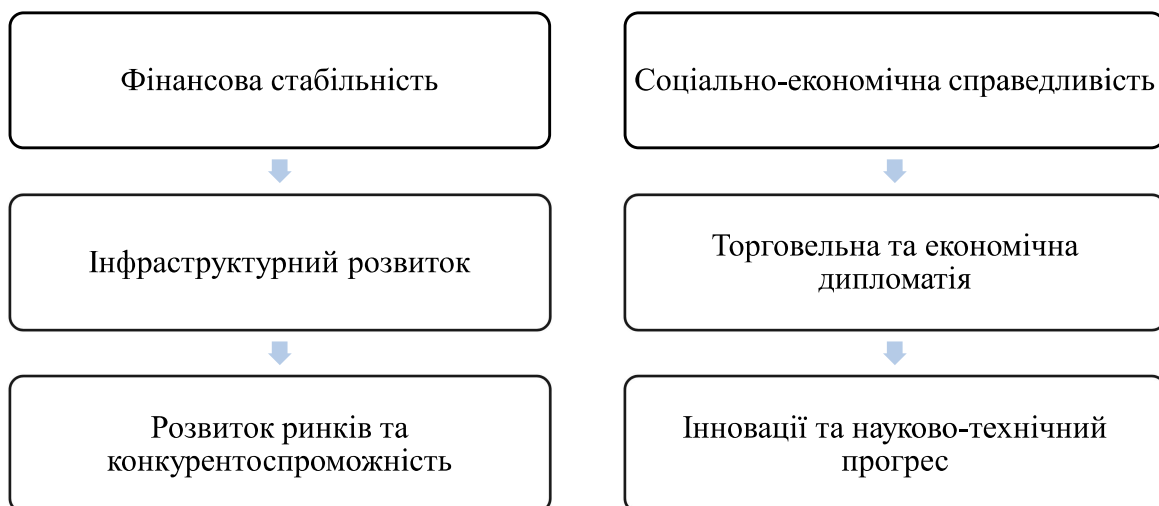 Фінансова стабільність
Інфраструктурний розвиток
Розвиток ринків та
конкурентоспроможність
Соціально-економічна справедливість
Торговельна та економічна
дипломатія
Інновації та науково-технічний
прогрес